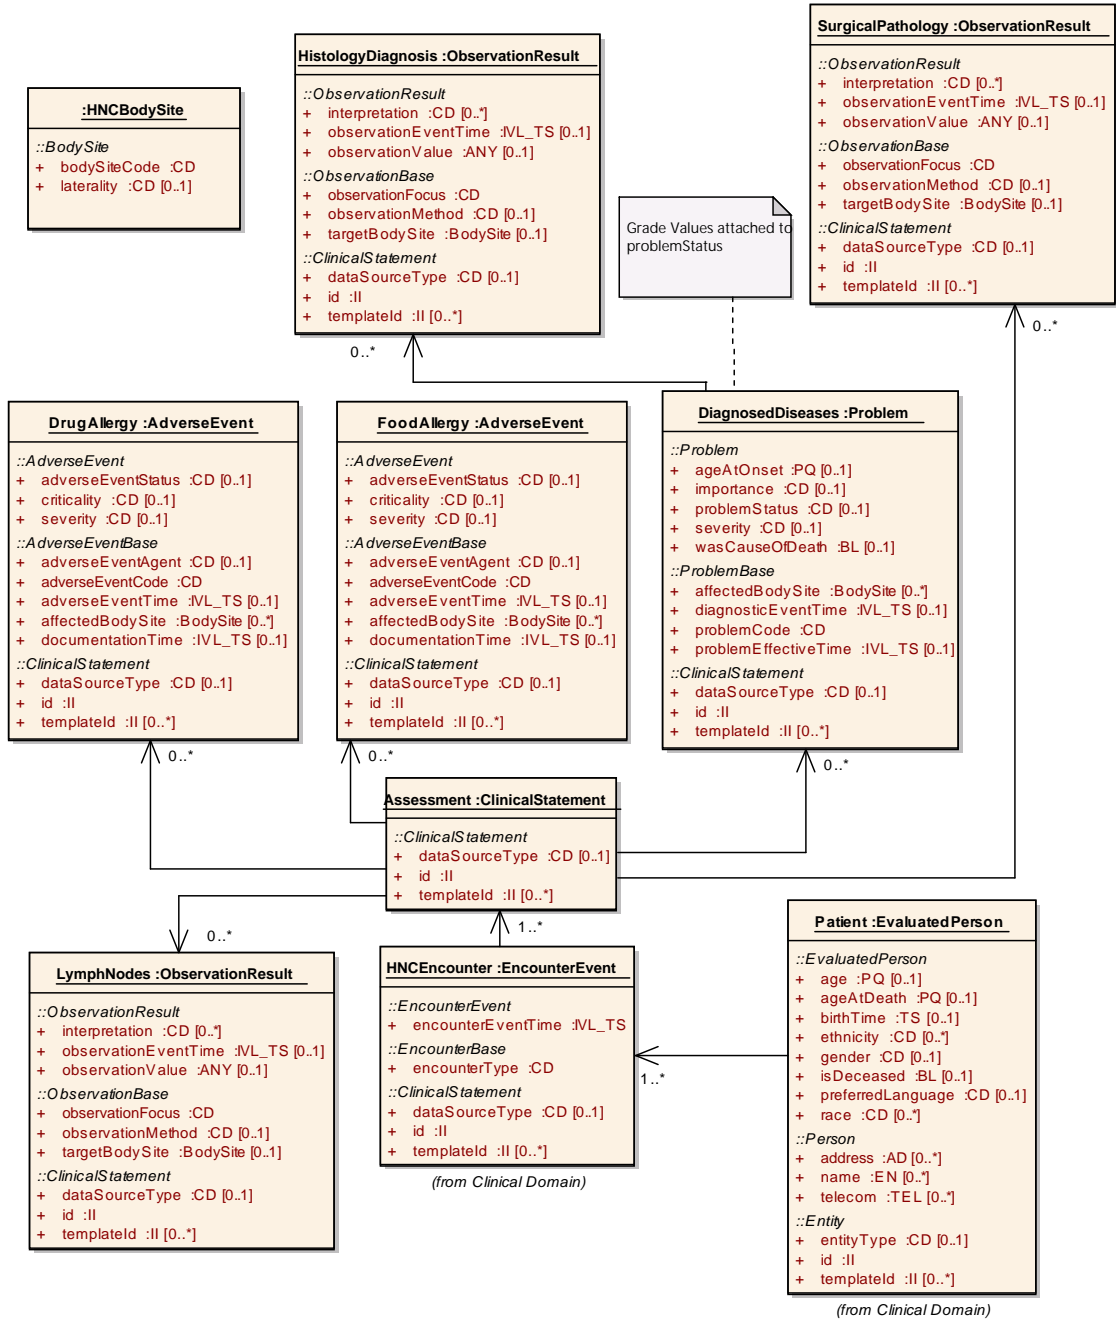 :HNCBodySite
::BodySite
+ bodySiteCode :CD
+ laterality :CD [0..1]
HistologyDiagnosis :ObservationResult
::ObservationResult
+ interpretation :CD [0..*]
+ observationEventTime :IVL_TS [0..1]
+ observationValue :ANY [0..1]
::ObservationBase
+ observationFocus :CD
+ observationMethod :CD [0..1]
+ targetBodySite :BodySite [0..1]
::ClinicalStatement
+ dataSourceType :CD [0..1]
+ id :II
+ templateId :II [0..*]
0..*
Grade Values attached to
problemStatus
SurgicalPathology :ObservationResult
::ObservationResult
+ interpretation :CD [0..*]
+ observationEventTime :IVL_TS [0..1]
+ observationValue :ANY [0..1]
::ObservationBase
+ observationFocus :CD
+ observationMethod :CD [0..1]
+ targetBodySite :BodySite [0..1]
::ClinicalStatement
+ dataSourceType :CD [0..1]
+ id :II
+ templateId :II [0..*]
0..*
DrugAllergy :AdverseEvent
::AdverseEvent
+ adverseEventStatus :CD [0..1]
+ criticality :CD [0..1]
+ severity :CD [0..1]
::AdverseEventBase
+ adverseEventAgent :CD [0..1]
+ adverseEventCode :CD
+ adverseEventTime :IVL_TS [0..1]
+ affectedBodySite :BodySite [0..*]
+ documentationTime :IVL_TS [0..1]
::ClinicalStatement
+ dataSourceType :CD [0..1]
+ id :II
+ templateId :II [0..*]
0..*
FoodAllergy :AdverseEvent
::AdverseEvent
+ adverseEventStatus :CD [0..1]
+ criticality :CD [0..1]
+ severity :CD [0..1]
::AdverseEventBase
+ adverseEventAgent :CD [0..1]
+ adverseEventCode :CD
+ adverseEventTime :IVL_TS [0..1]
+ affectedBodySite :BodySite [0..*]
+ documentationTime :IVL_TS [0..1]
::ClinicalStatement
+ dataSourceType :CD [0..1]
+ id :II
+ templateId :II [0..*]
0..*
DiagnosedDiseases :Problem
::Problem
+ ageAtOnset :PQ [0..1]
+ importance :CD [0..1]
+ problemStatus :CD [0..1]
+ severity :CD [0..1]
+ wasCauseOfDeath :BL [0..1]
::ProblemBase
+ affectedBodySite :BodySite [0..*]
+ diagnosticEventTime :IVL_TS [0..1]
+ problemCode :CD
+ problemEffectiveTime :IVL_TS [0..1]
::ClinicalStatement
+ dataSourceType :CD [0..1]
+ id :II
+ templateId :II [0..*]
0..*
Assessment :ClinicalStatement
::ClinicalStatement
+ dataSourceType :CD [0..1]
+ id :II
+ templateId :II [0..*]
0..*
1..*
LymphNodes :ObservationResult
::ObservationResult
+ interpretation :CD [0..*]
+ observationEventTime :IVL_TS [0..1]
+ observationValue :ANY [0..1]
::ObservationBase
+ observationFocus :CD
+ observationMethod :CD [0..1]
+ targetBodySite :BodySite [0..1]
::ClinicalStatement
+ dataSourceType :CD [0..1]
+ id :II
+ templateId :II [0..*]
HNCEncounter :EncounterEvent
::EncounterEvent
+ encounterEventTime :IVL_TS
::EncounterBase
+ encounterType :CD
::ClinicalStatement
+ dataSourceType :CD [0..1]
+ id :II
+ templateId :II [0..*]
(from Clinical Domain)
1..*
Patient :EvaluatedPerson
::EvaluatedPerson
+ age :PQ [0..1]
+ ageAtDeath :PQ [0..1]
+ birthTime :TS [0..1]
+ ethnicity :CD [0..*]
+ gender :CD [0..1]
+ isDeceased :BL [0..1]
+ preferredLanguage :CD [0..1]
+ race :CD [0..*]
::Person
+ address :AD [0..*]
+ name :EN [0..*]
+ telecom :TEL [0..*]
::Entity
+ entityType :CD [0..1]
+ id :II
+ templateId :II [0..*]
(from Clinical Domain)